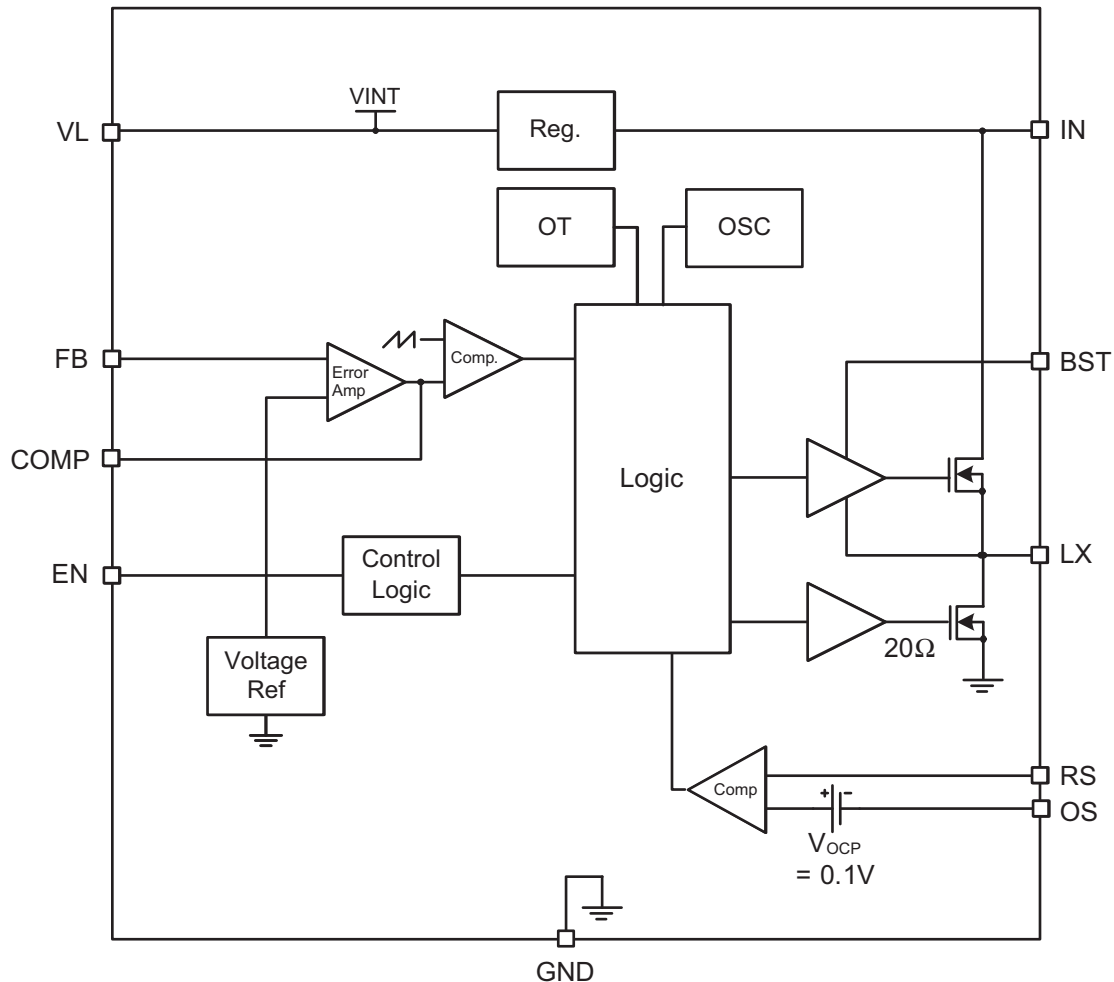 VINT
VL
Reg.
IN
OT
OSC
FB
Error
Amp
Comp.
BST
COMP
Logic
EN
Control
Logic
LX
20Ω
Voltage
Ref
Comp
+ -
RS
OS
VOCP
= 0.1V
GND